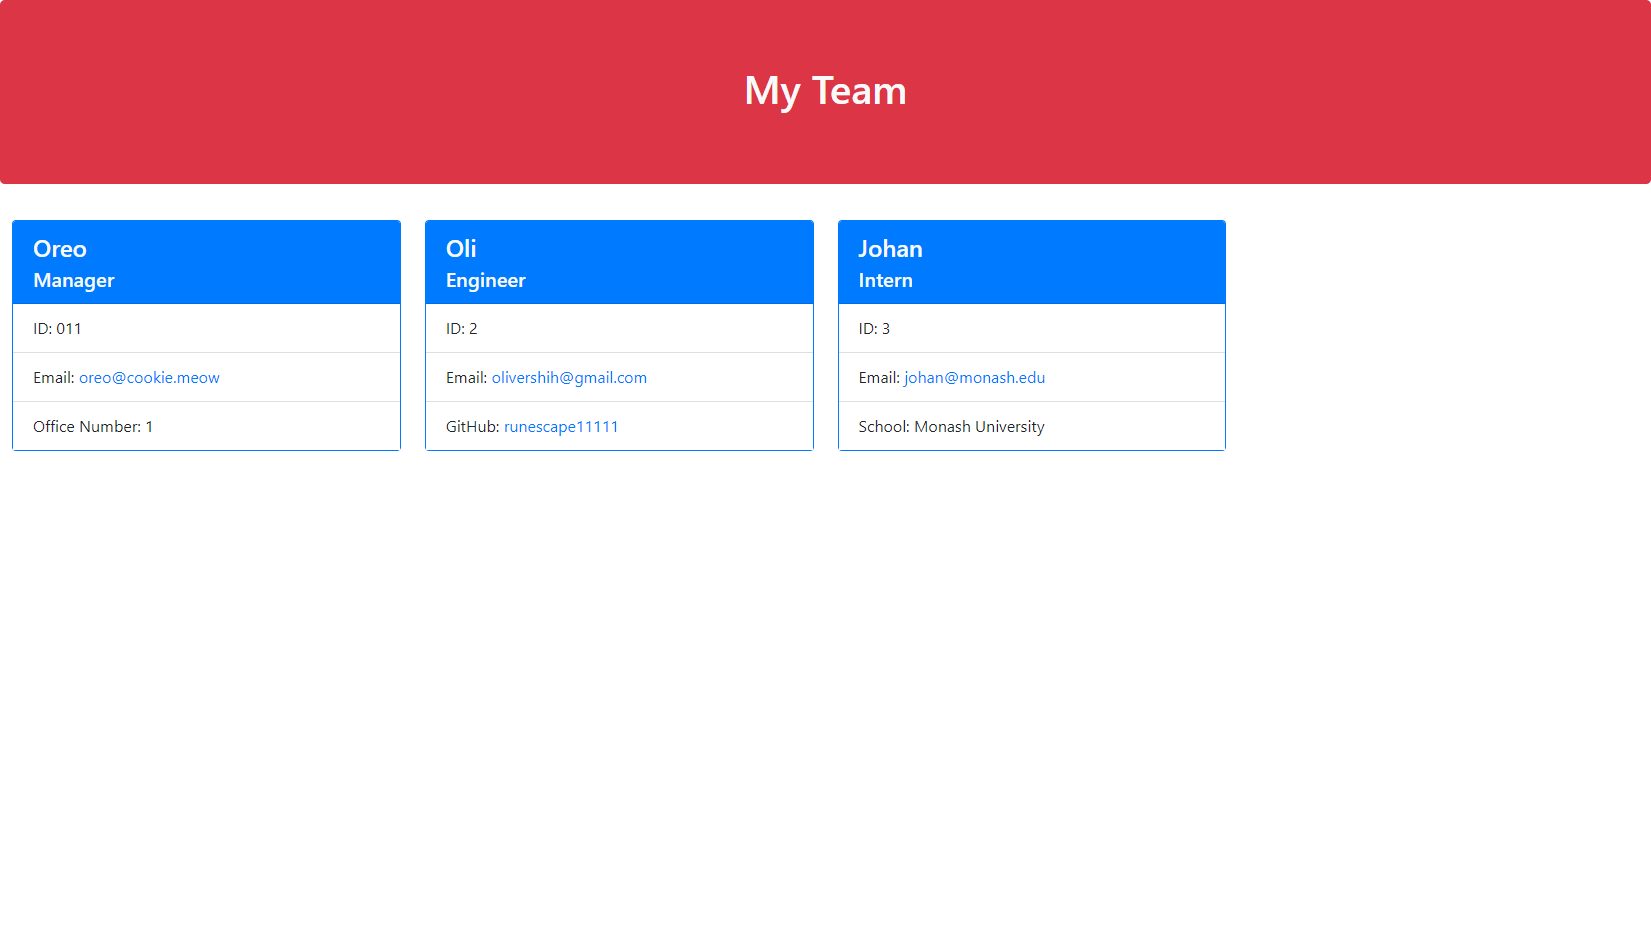 My Team
Oreo
Manager
ID: 011
Email: oreo@cookie.meow
Office Number: 1
Oli
Engineer
ID: 2
Email: olivershih@gmail.com
GitHub: runescape11111
Johan
Intern
ID: 3
Email: johan@monash.edu
School: Monash University